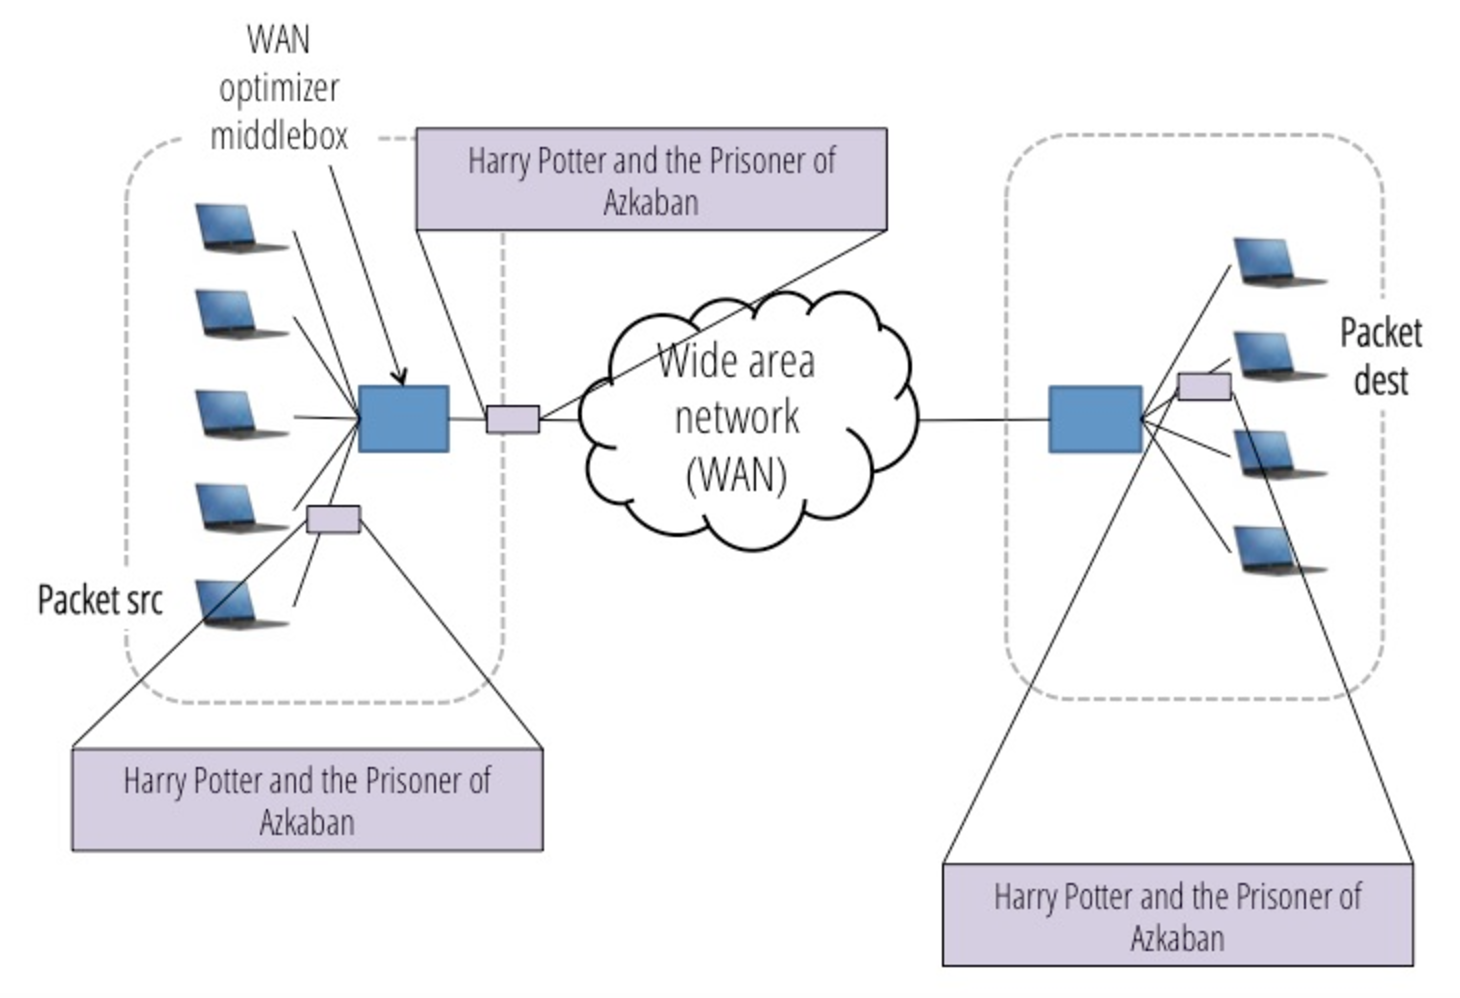 WAN
optimizer
middlebox
Harry Potter and the Prisoner of
Azkaban
Wide area
network
(WAN)
Packet
dest
Packet src
Harry Potter and the Prisoner of
Azkaban
Harry Potter and the Prisoner of
Azkaban